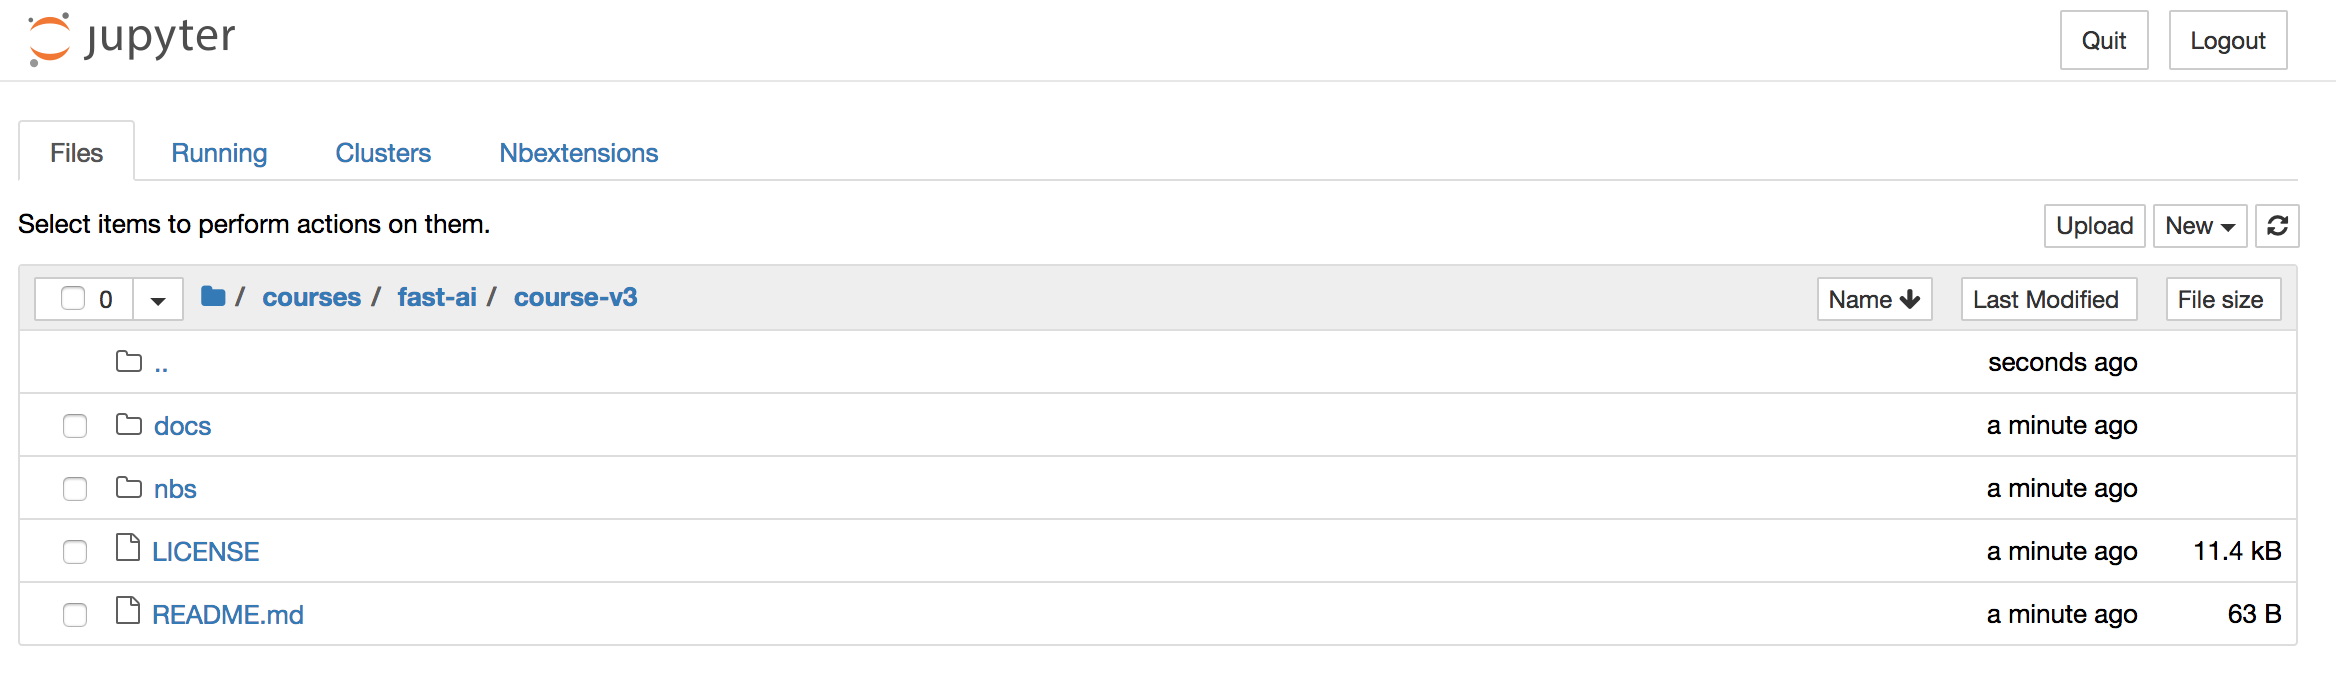 jupyter Quit Logout
Files Running Clusters Nbextensions
Select items to perform actions on them. Upload New
0 / courses / fast-ai / course-v3 Name Last Modified File size
.. seconds ago
docs a minute ago
nbs a minute ago
LICENSE a minute ago 11.4 kB
README.md a minute ago 63 B